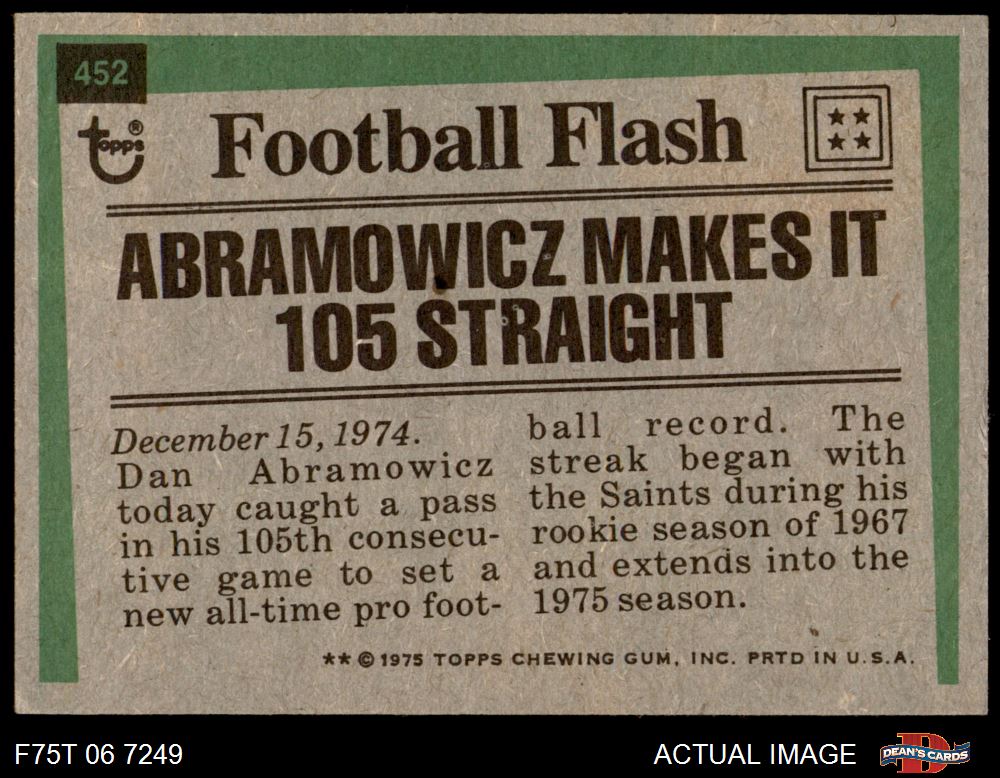 452
topps®
Football Flash
ABRAMOWICZ MAKES IT
105 STRAIGHT
December 15, 1974.
Dan Abramowicz
today caught a pass
in his 105th consecu-
tive game to set a
new all-time pro foot-
ball record. The
streak began with
the Saints during his
rookie season of 1967
and extends into the
1975 season.
** © 1975 TOPPS CHEWING GUM, INC. PRTD IN U.S.A.
F75T 06 7249
ACTUAL IMAGE
D
DEAN'S CARDS